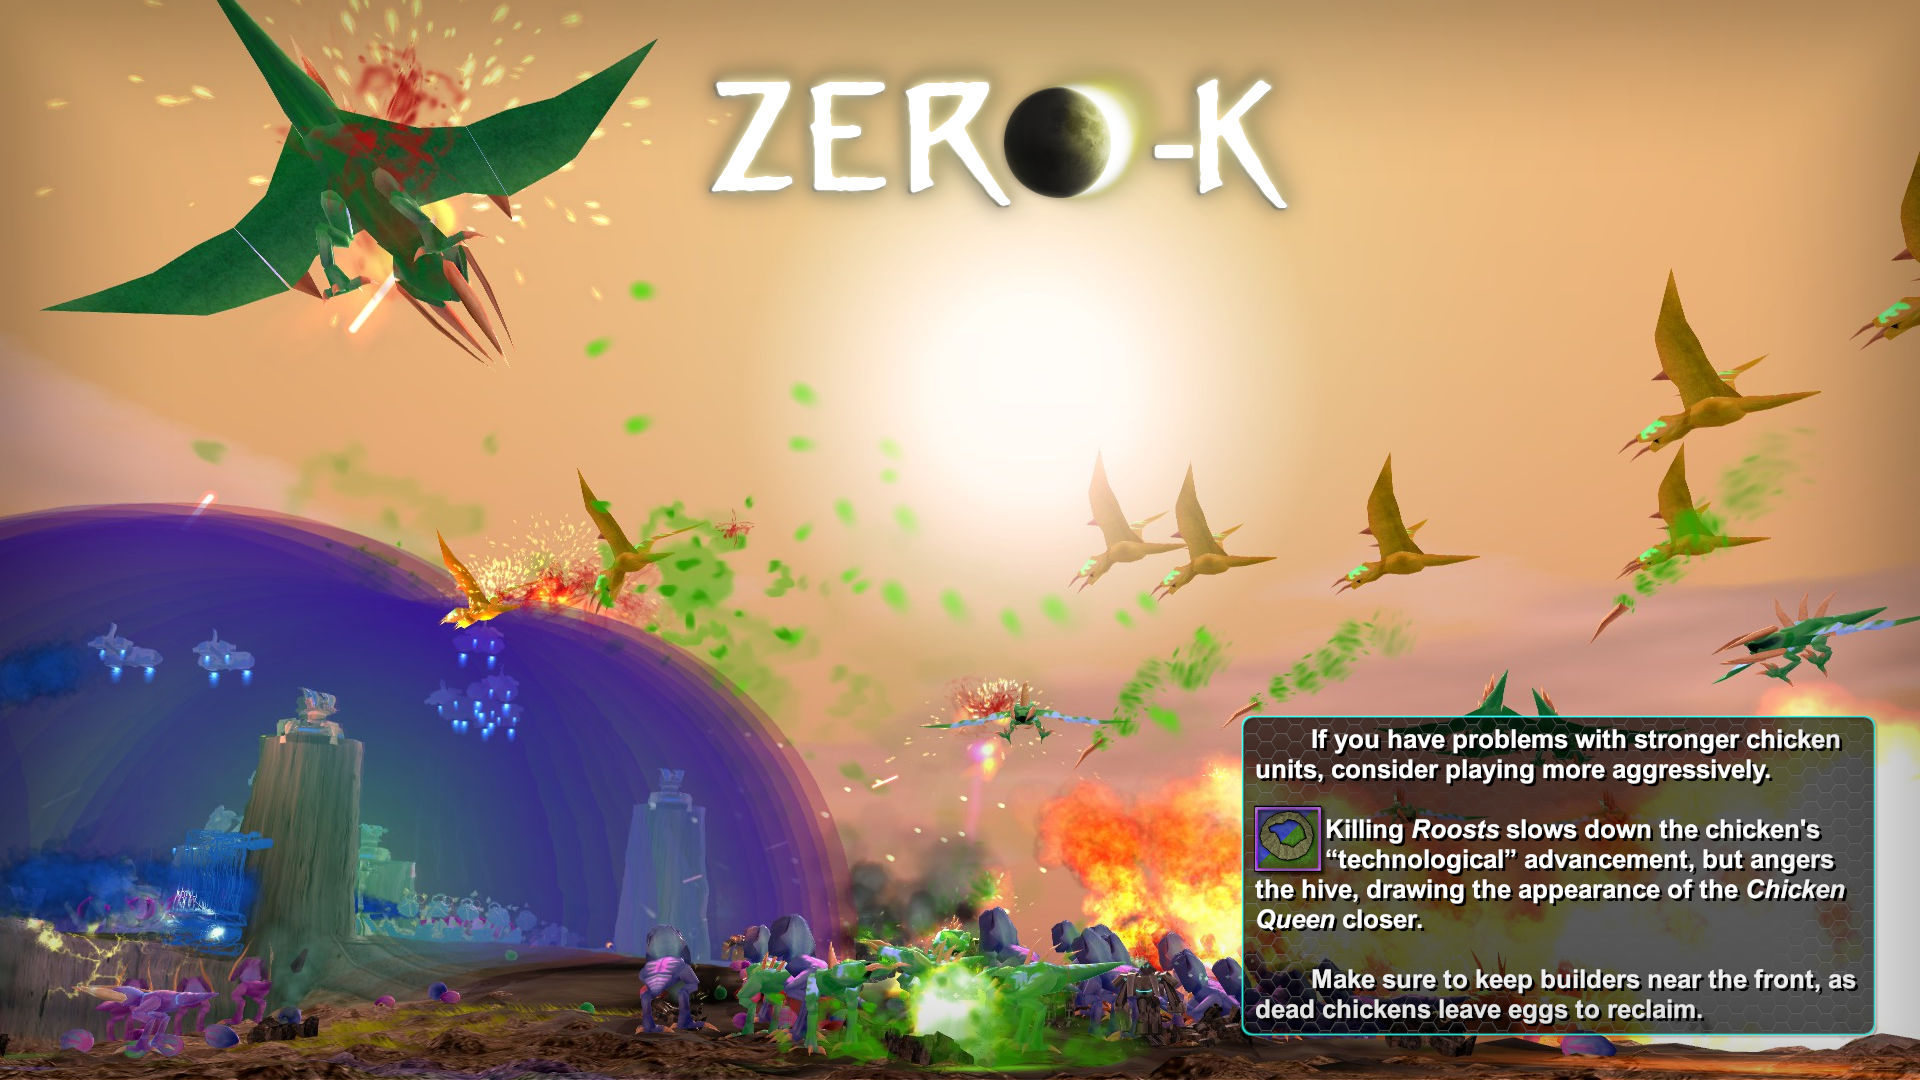 ZERO-K
If you have problems with stronger chicken
units, consider playing more aggressively.
Killing Roosts slows down the chicken's
“technological” advancement, but angers
the hive, drawing the appearance of the Chicken
Queen closer.
Make sure to keep builders near the front, as
dead chickens leave eggs to reclaim.